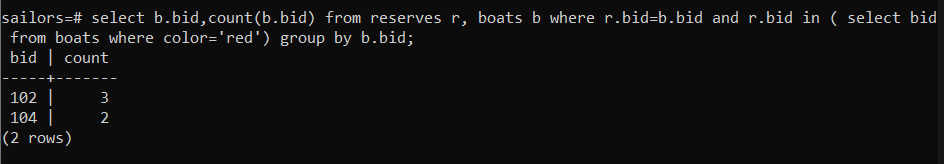 sailors=# select b.bid,count(b.bid) from reserves r, boats b where r.bid=b.bid and r.bid in ( select bid
 from boats where color='red') group by b.bid;
 bid | count
-----+-------
 102 |     3
 104 |     2
(2 rows)